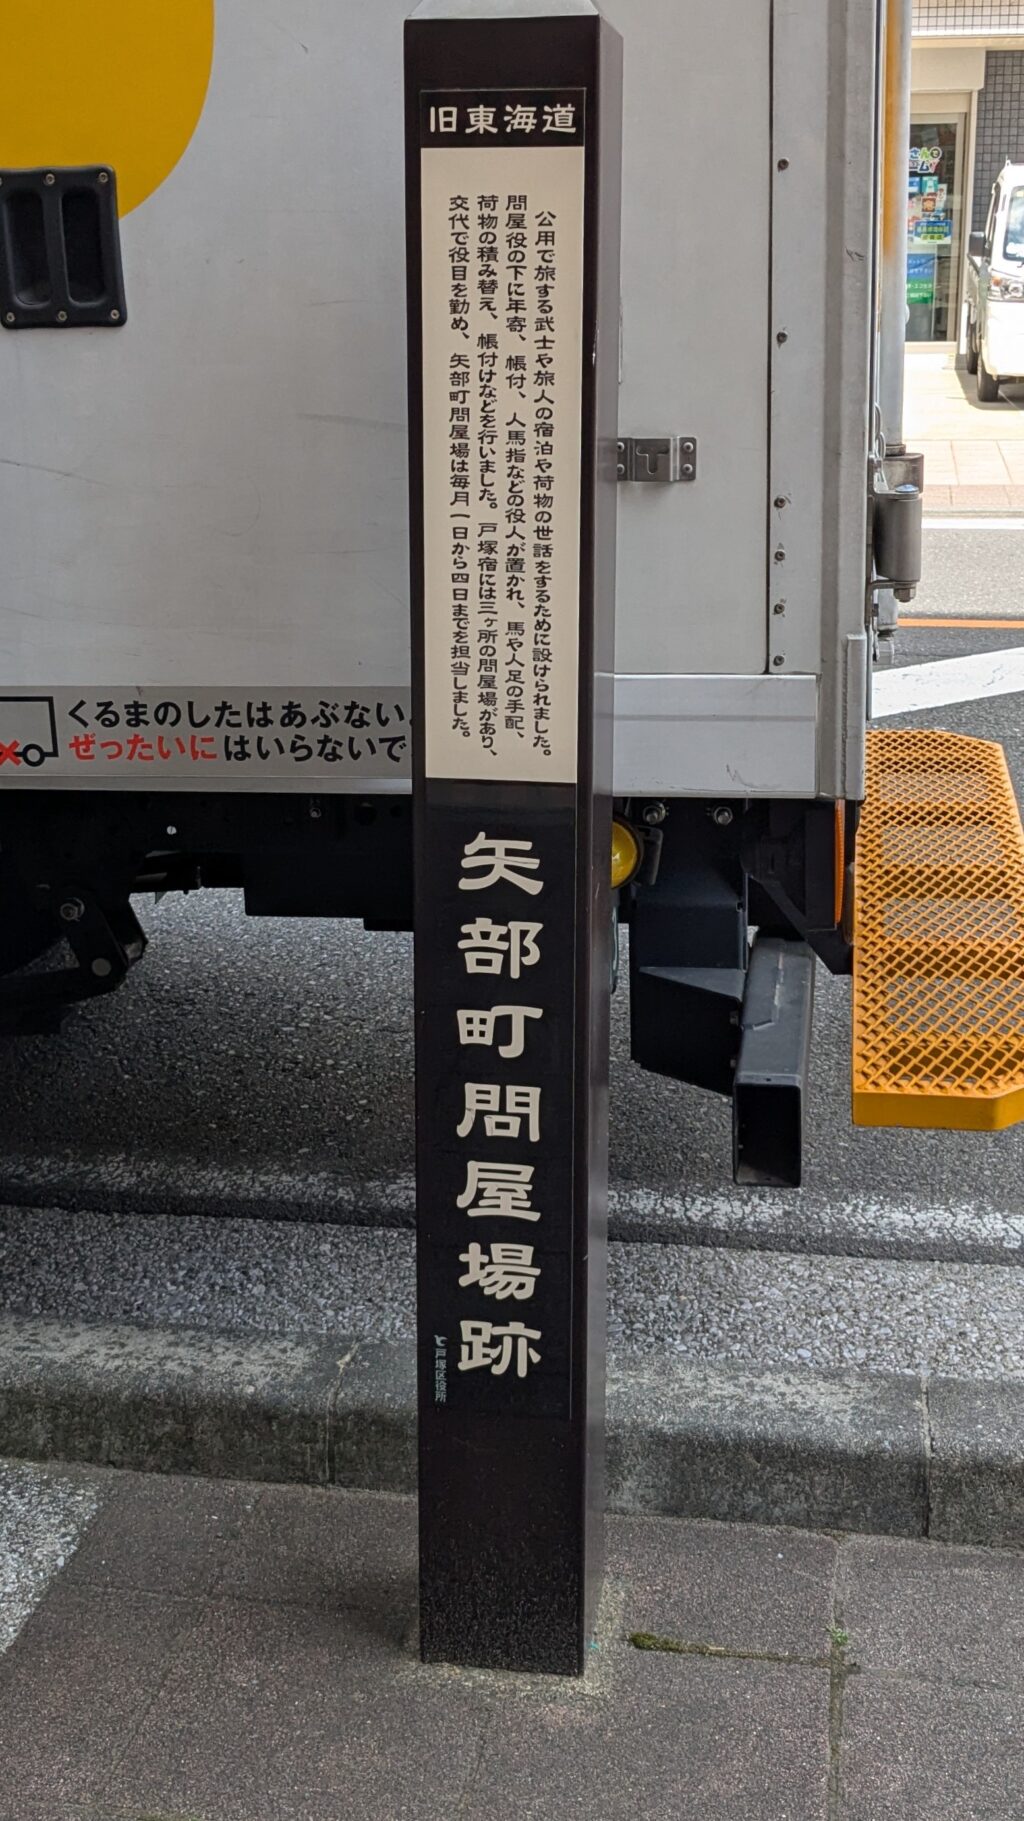 旧東海道
公用で旅する武士や旅人の宿泊や荷物の世話をするために設けられました。
問屋役の下に年寄、帳付、人馬指などの役人が置かれ、馬や人足の手配、
荷物の積み替え、帳付けなどを行いました。戸塚宿には三ヶ所の問屋場があり、
交代で役目を勤め、矢部町問屋場は毎月一日から四日までを担当しました。
矢部町問屋場跡
戸塚区役所
くるまのしたはあぶない
ぜったいにはいらないで